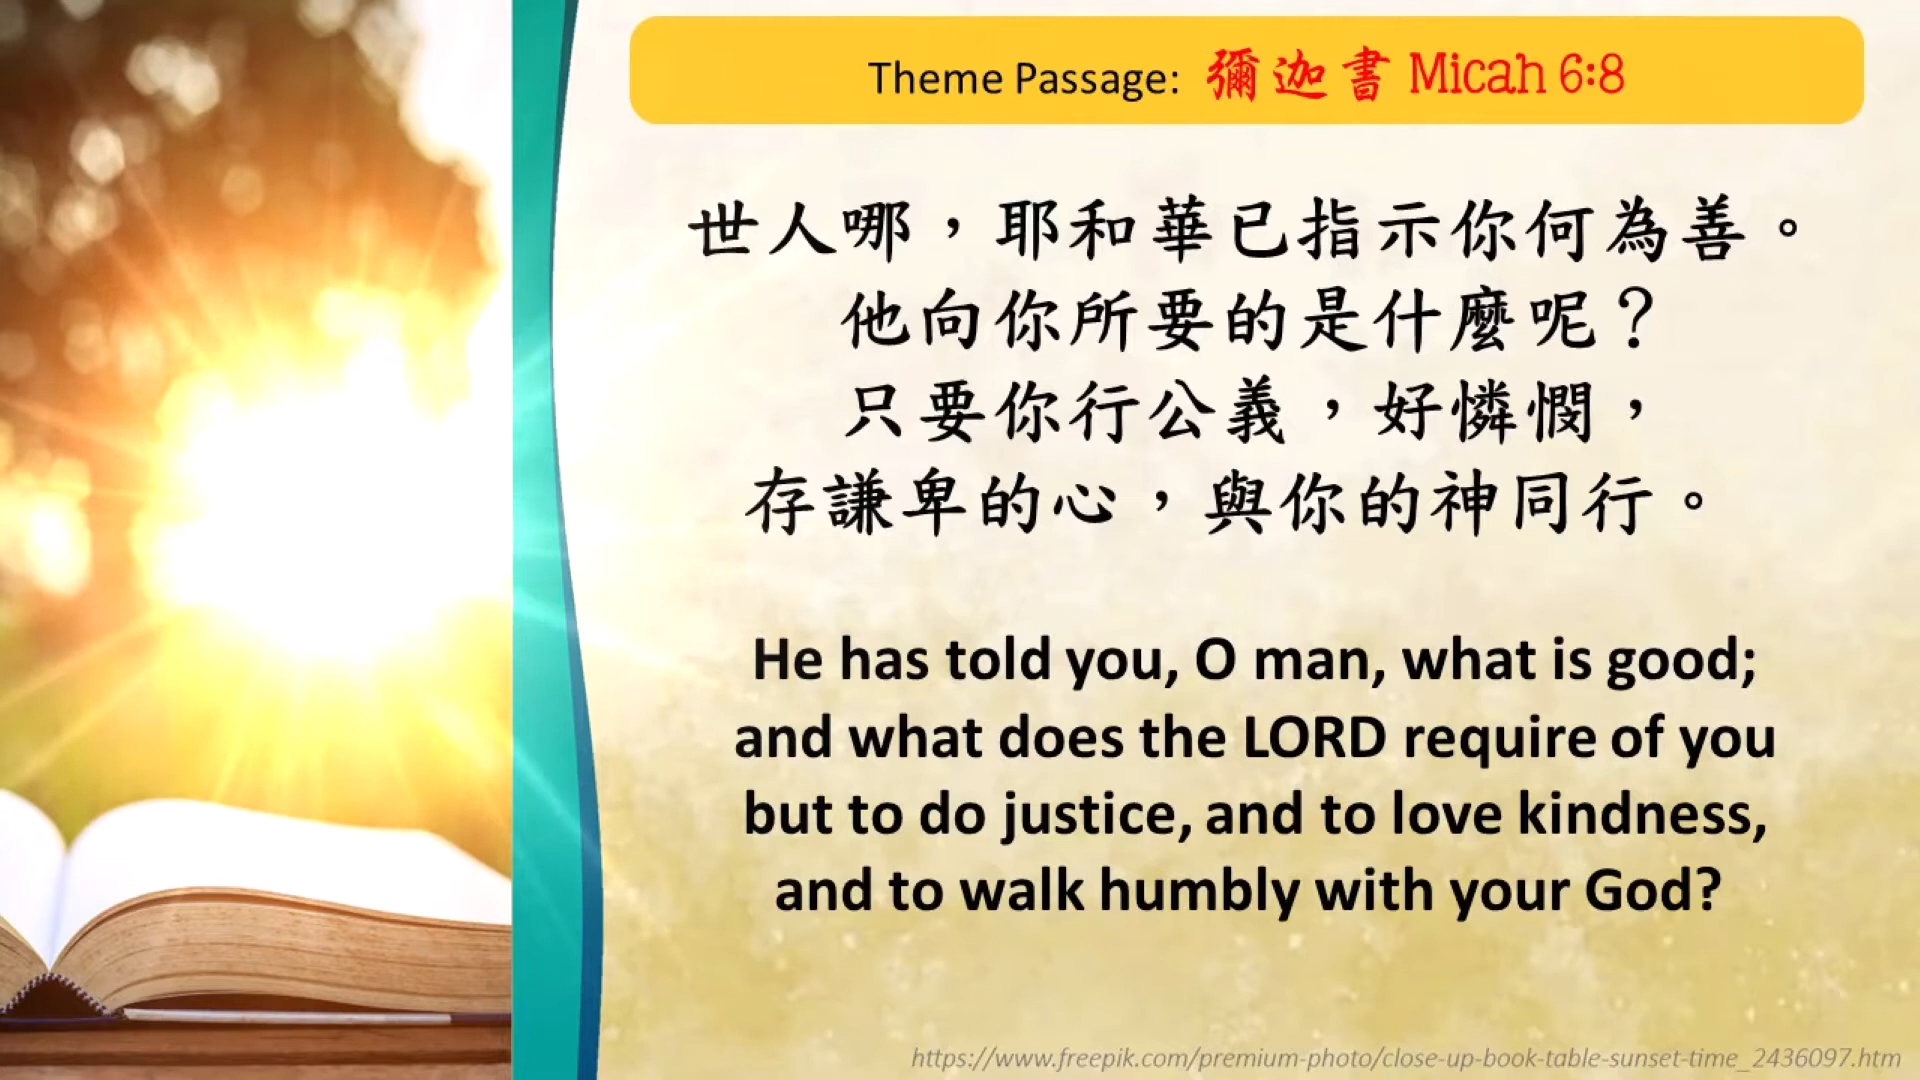 Theme Passage: 彌迦書 Micah 6:8
世人哪，耶和華已指示你何為善。
他向你所要的是什麼呢？
只要你行公義，好憐憫，
存謙卑的心，與你的神同行。
He has told you, O man, what is good;
and what does the LORD require of you
but to do justice, and to love kindness,
and to walk humbly with your God?
https://www.freepik.com/premium-photo/close-up-book-table-sunset-time_2436097.htm